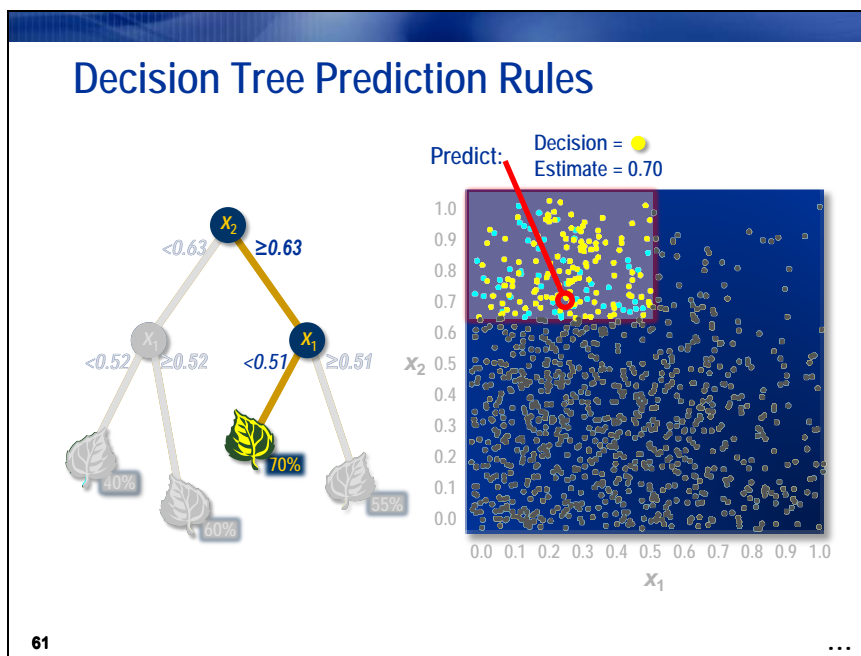 Decision Tree Prediction Rules
Predict:
Decision =
Estimate = 0.70
X2
<0.63
≥0.63
X1
X1
<0.52
≥0.52
<0.51
≥0.51
40%
60%
70%
55%
1.0
0.9
0.8
0.7
0.6
0.5
0.4
0.3
0.2
0.1
0.0
x2
0.0 0.1 0.2 0.3 0.4 0.5 0.6 0.7 0.8 0.9 1.0
x1
61
...